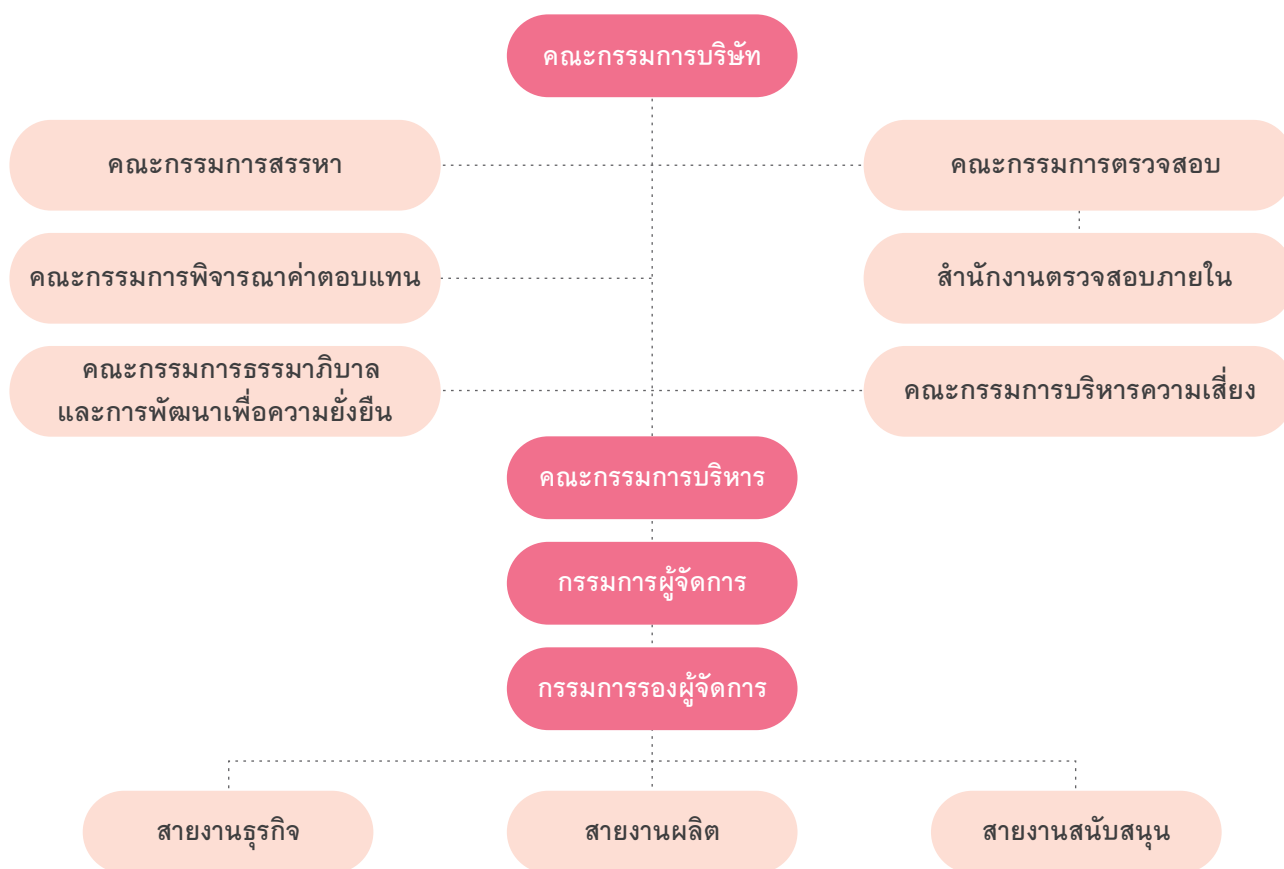 คณะกรรมการบริษัท
คณะกรรมการสรรหา
คณะกรรมการตรวจสอบ
คณะกรรมการพิจารณาค่าตอบแทน
สำนักงานตรวจสอบภายใน
คณะกรรมการธรรมาภิบาล
และการพัฒนาเพื่อความยั่งยืน
คณะกรรมการบริหารความเสี่ยง
คณะกรรมการบริหาร
กรรมการผู้จัดการ
กรรมการรองผู้จัดการ
สายงานธุรกิจ
สายงานผลิต
สายงานสนับสนุน